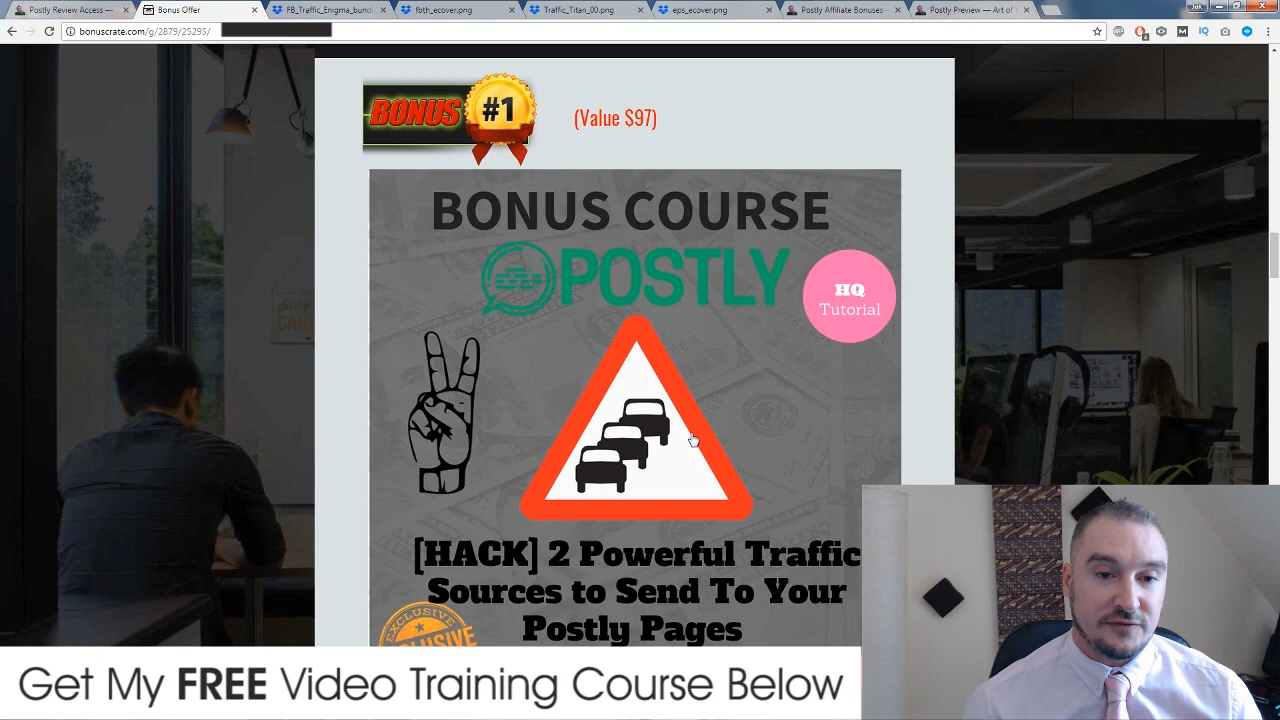 Postly Review Access —
Bonus Offer
FB_Traffic_Enigma_bundl
fbth_ecover.png
Traffic_Titan_00.png
eps_ecover.png
Postly Affiliate Bonuses -
Postly Preview — Art of
Jak
bonuscrate.com/g/2879/25295/
BONUS #1
(Value $97)
BONUS COURSE
POSTLY
HQ
Tutorial
[HACK] 2 Powerful Traffic
Sources to Send To Your
Postly Pages
EXCLUSIVE
EXCLUSIVE
Get My FREE Video Training Course Below